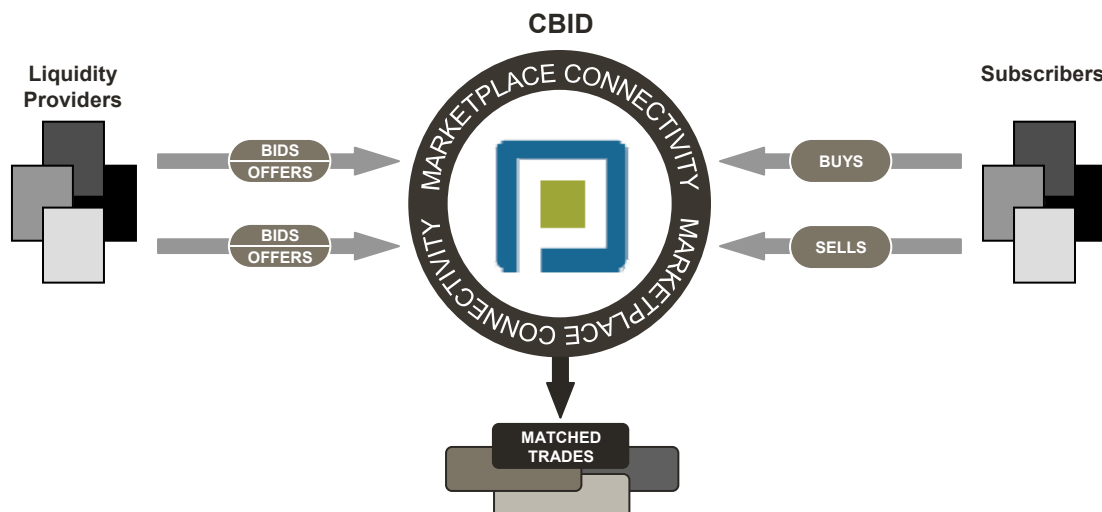 CBID
Liquidity
Providers
Subscribers
MARKETPLACE CONNECTIVITY
MARKETPLACE CONNECTIVITY
BIDS
OFFERS
BUYS
BIDS
OFFERS
SELLS
MATCHED
TRADES